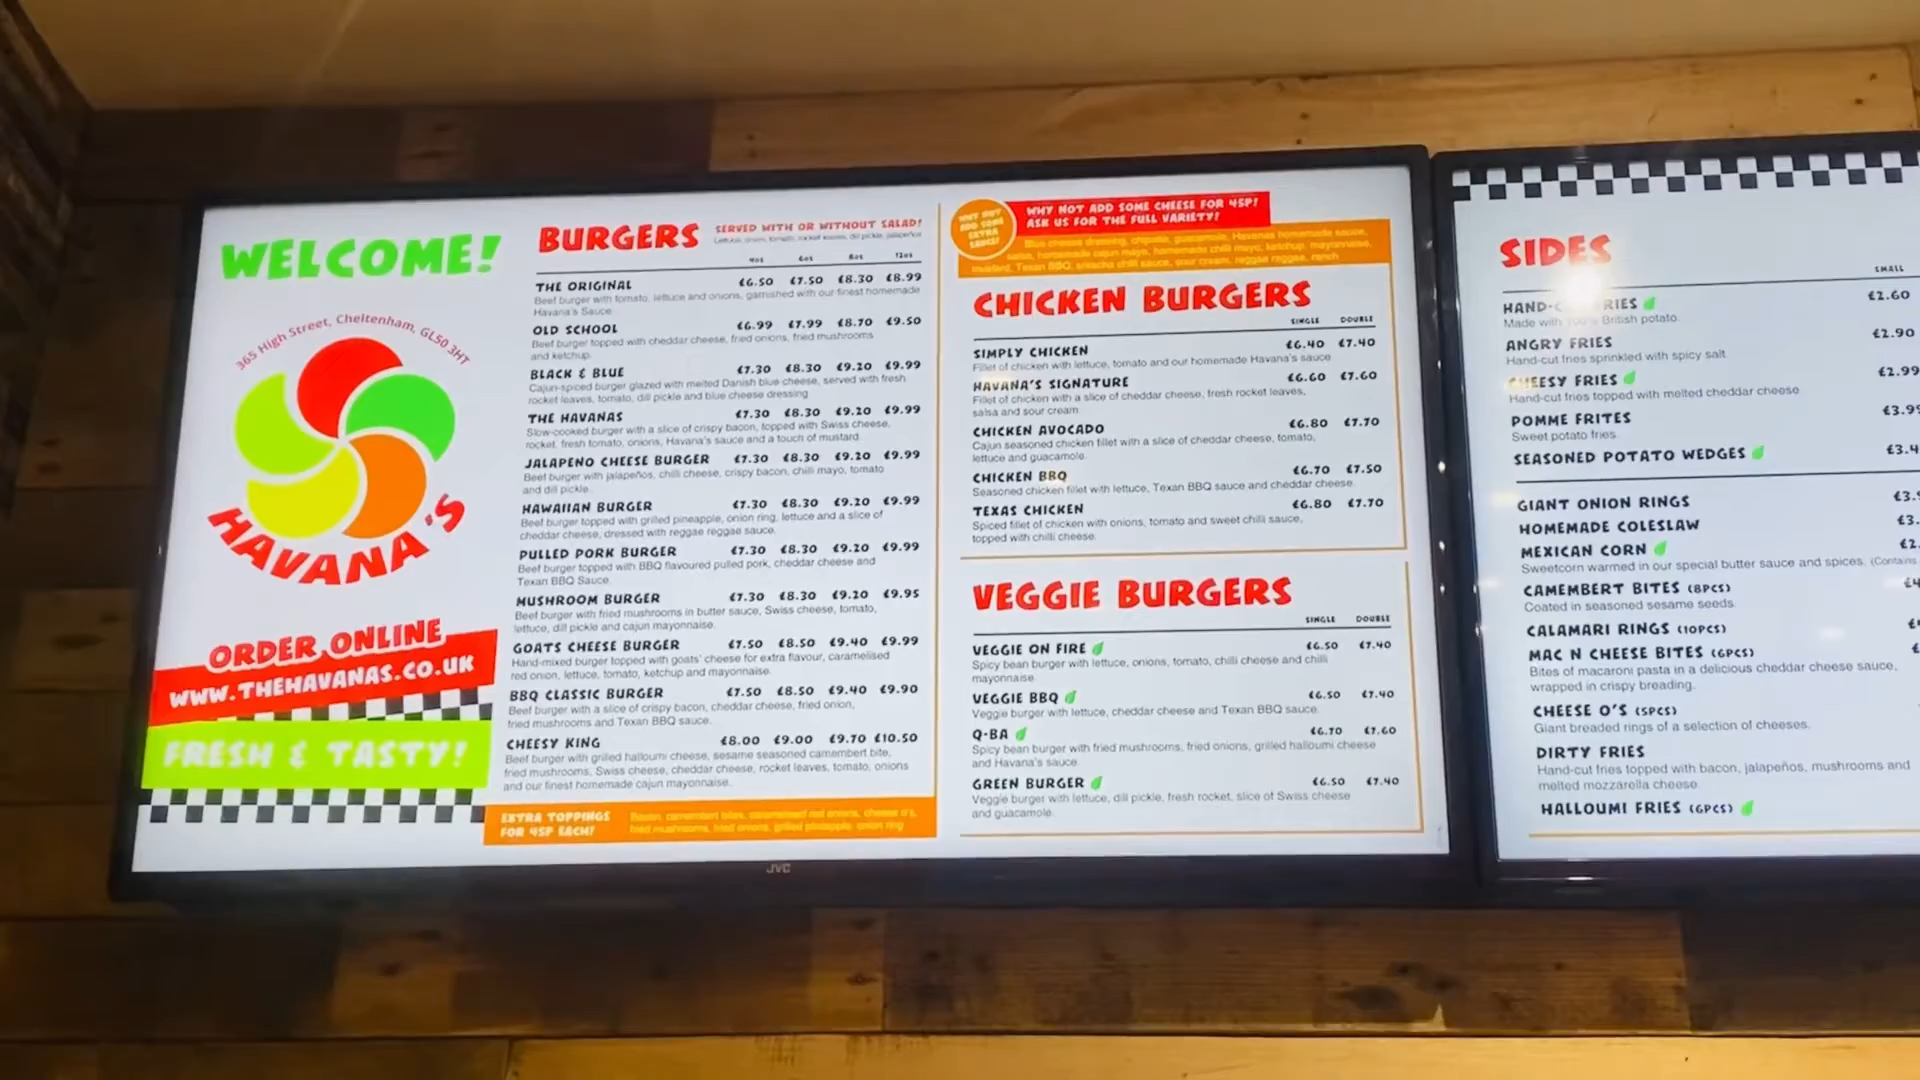 WELCOME!
365 High Street, Cheltenham, GL50 3HT
HAVANA'S
ORDER ONLINE
WWW.THEHAVANAS.CO.UK
FRESH & TASTY!
BURGERS
SERVED WITH OR WITHOUT SALAD!
Lettuce, onion, tomato, rocket leaves, dill pickle, jalapeños
4oz 6oz 8oz 12oz
THE ORIGINAL £6.50 £7.50 £8.30 £8.99
Beef burger with tomato, lettuce and onions, garnished with our finest homemade
Havana's Sauce.
OLD SCHOOL £6.99 £7.99 £8.70 £9.50
Beef burger topped with cheddar cheese, fried onions, fried mushrooms
and ketchup.
BLACK & BLUE £7.30 £8.30 £9.20 £9.99
Cajun-spiced burger glazed with melted Danish blue cheese, served with fresh
rocket leaves, tomato, dill pickle and blue cheese dressing
THE HAVANAS £7.30 £8.30 £9.20 £9.99
Slow-cooked burger with a slice of crispy bacon, topped with Swiss cheese,
rocket, fresh tomato, onions, Havana's sauce and a touch of mustard.
JALAPENO CHEESE BURGER £7.30 £8.30 £9.20 £9.99
Beef burger with jalapeños, chilli cheese, crispy bacon, chilli mayo, tomato
and dill pickle.
HAWAIIAN BURGER £7.30 £8.30 £9.20 £9.99
Beef burger topped with grilled pineapple, onion ring, lettuce and a slice of
cheddar cheese, dressed with reggae reggae sauce.
PULLED PORK BURGER £7.30 £8.30 £9.20 £9.99
Beef burger topped with BBQ flavoured pulled pork, cheddar cheese and
Texan BBQ Sauce.
MUSHROOM BURGER £7.30 £8.30 £9.20 £9.95
Beef burger with fried mushrooms in butter sauce, Swiss cheese, tomato,
lettuce, dill pickle and cajun mayonnaise.
GOATS CHEESE BURGER £7.50 £8.50 £9.40 £9.99
Hand-mixed burger topped with goats' cheese for extra flavour, caramelised
red onion, lettuce, tomato, ketchup and mayonnaise.
BBQ CLASSIC BURGER £7.50 £8.50 £9.40 £9.90
Beef burger with a slice of crispy bacon, cheddar cheese, fried onion,
fried mushrooms and Texan BBQ sauce.
CHEESY KING £8.00 £9.00 £9.70 £10.50
Beef burger with grilled halloumi cheese, sesame seasoned camembert bite,
fried mushrooms, Swiss cheese, cheddar cheese, rocket leaves, tomato, onions
and our finest homemade cajun mayonnaise.
EXTRA TOPPINGS
FOR 45P EACH!
Bacon, camembert bites, caramelised red onions, cheese o's,
fried mushrooms, fried onions, grilled pineapple, onion ring
WHY NOT
ADD SOME
EXTRA
SAUCE!
WHY NOT ADD SOME CHEESE FOR 45P!
ASK US FOR THE FULL VARIETY!
Blue cheese dressing, chipotle, guacamole, Havanas homemade sauce,
salsa, homemade cajun mayo, homemade chilli mayo, ketchup, mayonnaise,
mustard, Texan BBQ, sriracha chilli sauce, sour cream, reggae reggae, ranch
CHICKEN BURGERS
SINGLE DOUBLE
SIMPLY CHICKEN £6.40 £7.40
Fillet of chicken with lettuce, tomato and our homemade Havana's sauce
HAVANA'S SIGNATURE £6.60 £7.60
Fillet of chicken with a slice of cheddar cheese, fresh rocket leaves,
salsa and sour cream.
CHICKEN AVOCADO £6.80 £7.70
Cajun seasoned chicken fillet with a slice of cheddar cheese, tomato,
lettuce and guacamole.
CHICKEN BBQ £6.70 £7.50
Seasoned chicken fillet with lettuce, Texan BBQ sauce and cheddar cheese.
TEXAS CHICKEN £6.80 £7.70
Spiced fillet of chicken with onions, tomato and sweet chilli sauce,
topped with chilli cheese.
VEGGIE BURGERS
SINGLE DOUBLE
VEGGIE ON FIRE £6.50 £7.40
Spicy bean burger with lettuce, onions, tomato, chilli cheese and chilli
mayonnaise.
VEGGIE BBQ £6.50 £7.40
Veggie burger with lettuce, cheddar cheese and Texan BBQ sauce.
Q-BA £6.70 £7.60
Spicy bean burger with fried mushrooms, fried onions, grilled halloumi cheese
and Havana's sauce.
GREEN BURGER £6.50 £7.40
Veggie burger with lettuce, dill pickle, fresh rocket, slice of Swiss cheese
and guacamole.
JVC
SIDES
SMALL
£2.60
Made with British potato.
ANGRY FRIES £2.90
Hand-cut fries sprinkled with spicy salt
CHEESY FRIES £2.99
Hand-cut fries topped with melted cheddar cheese
POMME FRITES
Sweet potato fries.
SEASONED POTATO WEDGES
GIANT ONION RINGS
HOMEMADE COLESLAW
MEXICAN CORN
Sweetcorn warmed in our special butter sauce and spices. (Contains
CAMEMBERT BITES (8PCS)
Coated in seasoned sesame seeds.
CALAMARI RINGS (10PCS)
MAC N CHEESE BITES (6PCS)
Bites of macaroni pasta in a delicious cheddar cheese sauce,
wrapped in crispy breading.
CHEESE O'S (5PCS)
Giant breaded rings of a selection of cheeses.
DIRTY FRIES
Hand-cut fries topped with bacon, jalapeños, mushrooms and
melted mozzarella cheese.
HALLOUMI FRIES (6PCS)